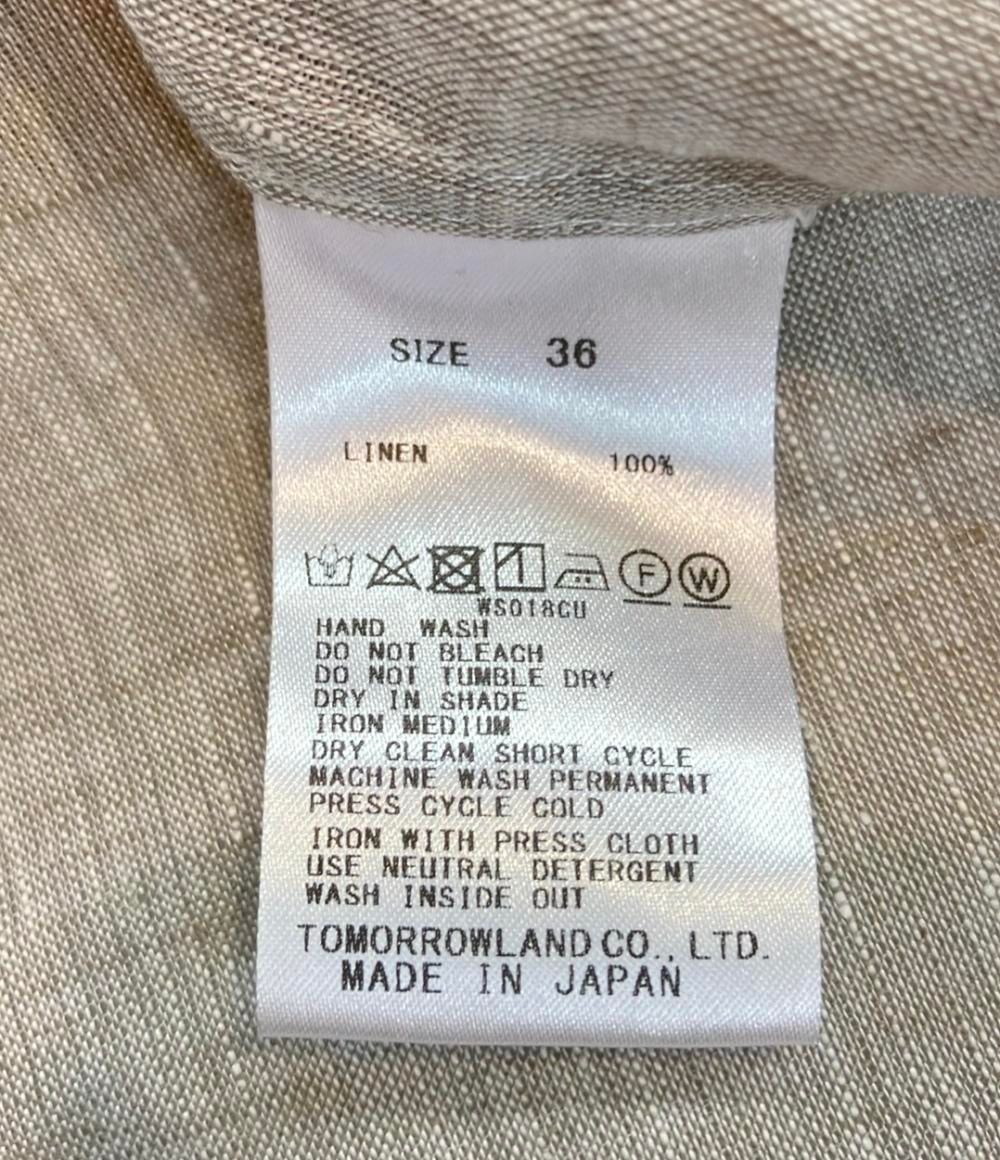 SIZE 36
LINEN 100%
F W
WS018CU
HAND WASH
DO NOT BLEACH
DO NOT TUMBLE DRY
DRY IN SHADE
IRON MEDIUM
DRY CLEAN SHORT CYCLE
MACHINE WASH PERMANENT
PRESS CYCLE COLD
IRON WITH PRESS CLOTH
USE NEUTRAL DETERGENT
WASH INSIDE OUT
TOMORROWLAND CO., LTD.
MADE IN JAPAN